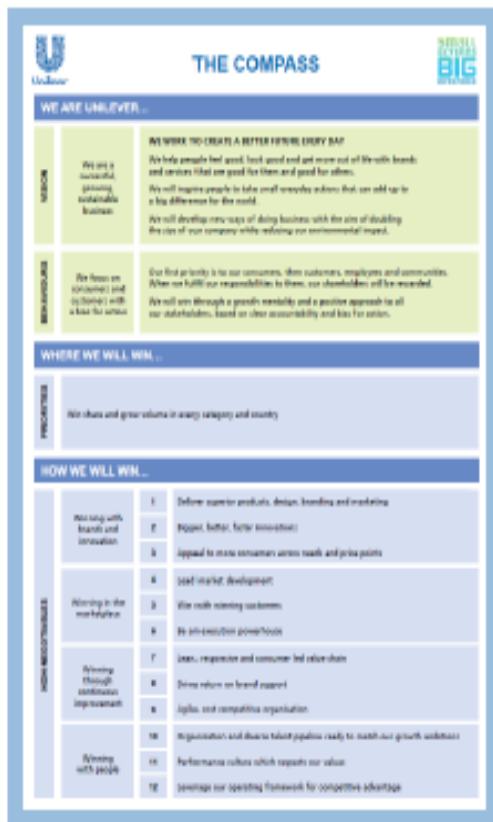 Unilever
THE COMPASS
SMALL
ACTIONS
BIG
DIFFERENCE
WE ARE UNILEVER...
VISION
We are a
successful,
growing,
sustainable
business
WE WORK TO CREATE A BETTER FUTURE EVERY DAY
We help people feel good, look good and get more out of life with brands
and services that are good for them and good for others.
We will inspire people to take small everyday actions that can add up to
a big difference for the world.
We will develop new ways of doing business with the aim of doubling
the size of our company while reducing our environmental impact.
BEHAVIOURS
We focus on
consumers and
customers with
a bias for action
Our first priority is to our consumers, then customers, employees and communities.
When we fulfil our responsibilities to them, our shareholders will be rewarded.
We will win through a growth mentality and a positive approach to all
our stakeholders, based on clear accountability and bias for action.
WHERE WE WILL WIN...
PRIORITIES
Win share and grow volume in every category and country
HOW WE WILL WIN...
NON-NEGOTIABLES
Winning with
brands and
innovation
1 Deliver superior products, design, branding and marketing
2 Bigger, better, faster innovations
3 Appeal to more consumers across needs and price points
Winning in the
marketplace
4 Lead market development
5 Win with winning customers
6 Be an execution powerhouse
Winning
through
continuous
improvement
7 Lean, responsive and consumer led value chain
8 Drive return on brand support
9 Agile, cost competitive organisation
Winning
with people
10 Organisation and diverse talent pipeline ready to match our growth ambitions
11 Performance culture which respects our values
12 Leverage our operating framework for competitive advantage